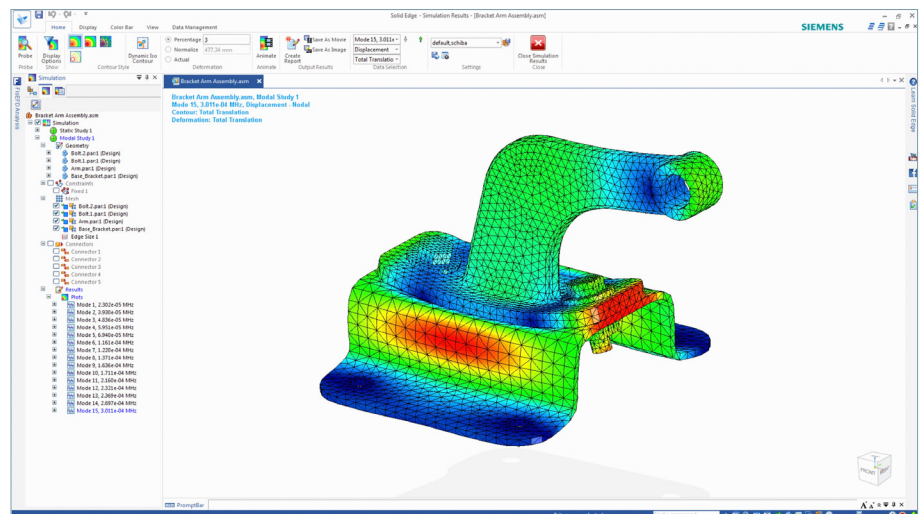 Solid Edge - Simulation Results - [Bracket Arm Assembly.asm]
Home Display Color Bar View Data Management
SIEMENS
Probe
Display Options
Dynamic Iso Contour
Percentage 3
Normalize 477.24 mm
Actual
Animate
Create Report
Save As Movie
Save As Image
Mode 15, 3.011e
Displacement
Total Translatio
default,schiba
Close Simulation Results
Probe Show Contour Style Deformation Animate Output Results Data Selection Settings Close
Simulation
Bracket Arm Assembly.asm
FloEFD Analysis
Learn Solid Edge
Bracket Arm Assembly.asm, Modal Study 1
Mode 15, 3.011e-04 MHz, Displacement - Nodal
Contour: Total Translation
Deformation: Total Translation
Bracket Arm Assembly.asm
Simulation
Static Study 1
Modal Study 1
Geometry
Bolt.2.par:1 (Design)
Bolt.1.par:1 (Design)
Arm.par:1 (Design)
Base_Bracket.par:1 (Design)
Constraints
Fixed 1
Mesh
Bolt.2.par:1 (Design)
Bolt.1.par:1 (Design)
Arm.par:1 (Design)
Base_Bracket.par:1 (Design)
Edge Size 1
Connectors
Connector 1
Connector 2
Connector 3
Connector 4
Connector 5
Results
Plots
Mode 1, 2.302e-05 MHz
Mode 2, 3.930e-05 MHz
Mode 3, 4.836e-05 MHz
Mode 4, 5.951e-05 MHz
Mode 5, 6.940e-05 MHz
Mode 6, 1.161e-04 MHz
Mode 7, 1.220e-04 MHz
Mode 8, 1.371e-04 MHz
Mode 9, 1.636e-04 MHz
Mode 10, 1.711e-04 MHz
Mode 11, 2.160e-04 MHz
Mode 12, 2.321e-04 MHz
Mode 13, 2.369e-04 MHz
Mode 14, 2.697e-04 MHz
Mode 15, 3.011e-04 MHz
FRONT
PromptBar